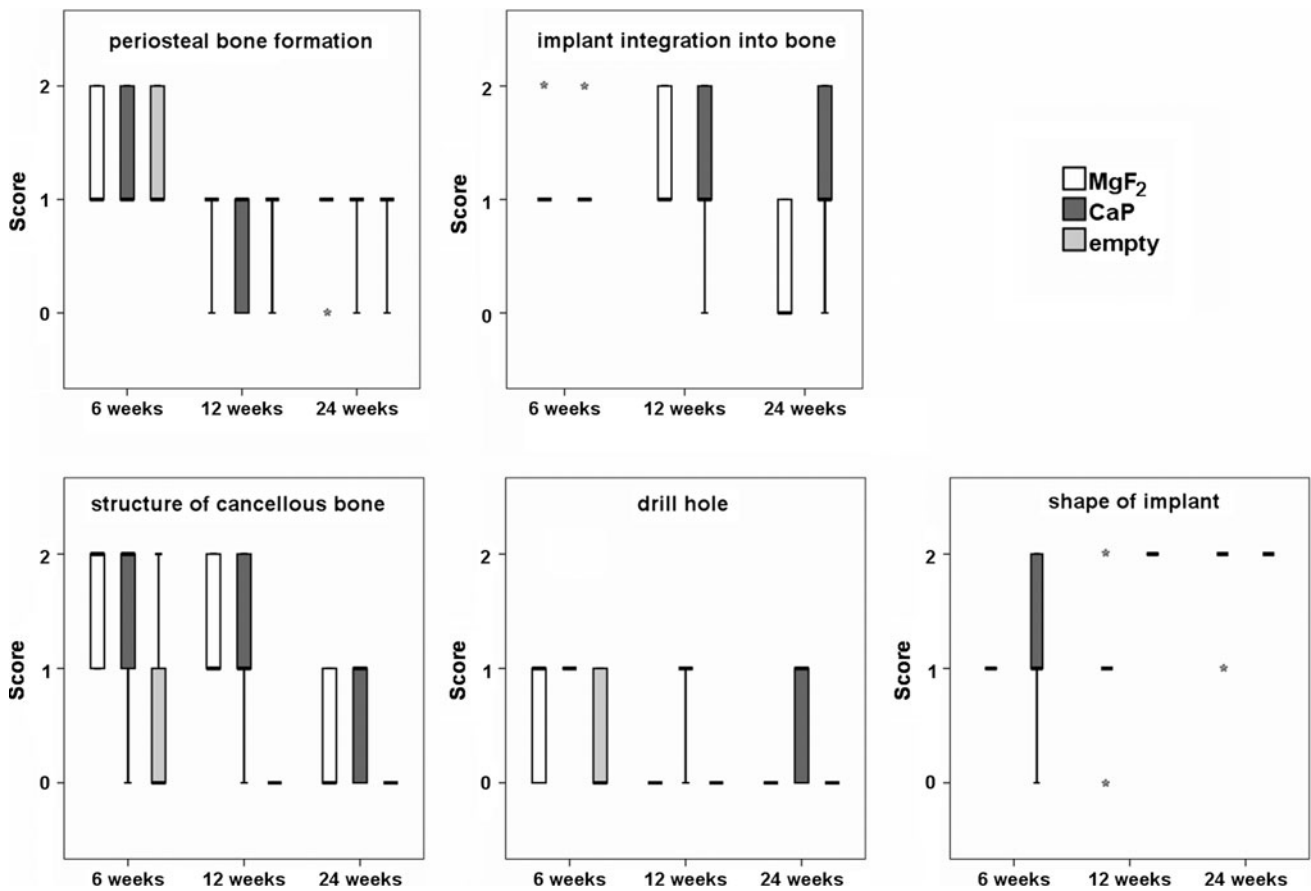 periosteal bone formation
Score
2
1
0
6 weeks 12 weeks 24 weeks
implant integration into bone
Score
2
1
0
6 weeks 12 weeks 24 weeks
MgF₂
CaP
empty
structure of cancellous bone
Score
2
1
0
6 weeks 12 weeks 24 weeks
drill hole
Score
2
1
0
6 weeks 12 weeks 24 weeks
shape of implant
Score
2
1
0
6 weeks 12 weeks 24 weeks